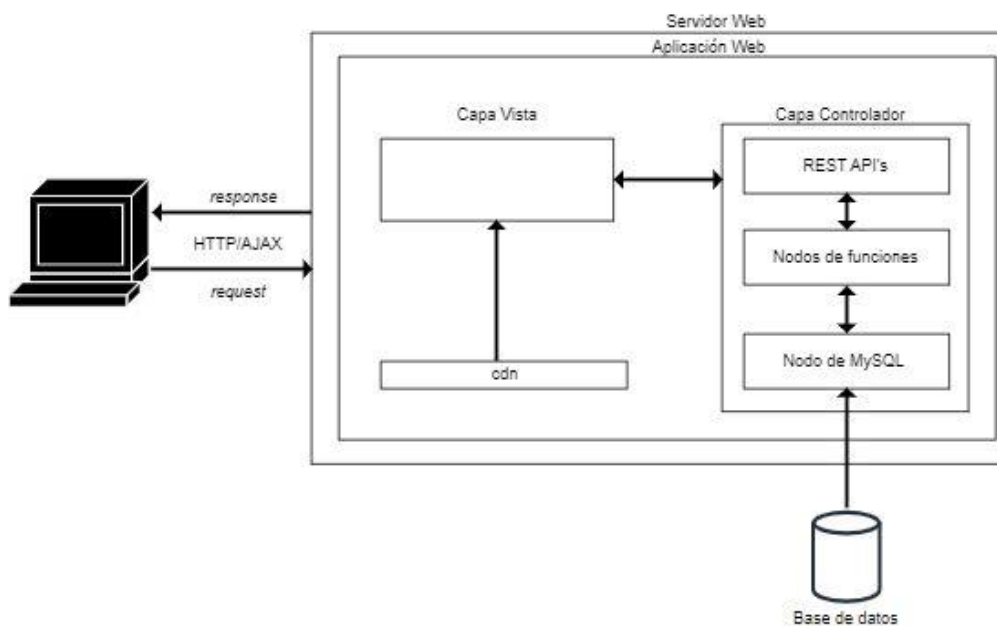 Servidor Web
Aplicación Web
Capa Vista
Capa Controlador
REST API's
response
HTTP/AJAX
request
Nodos de funciones
Nodo de MySQL
cdn
Base de datos